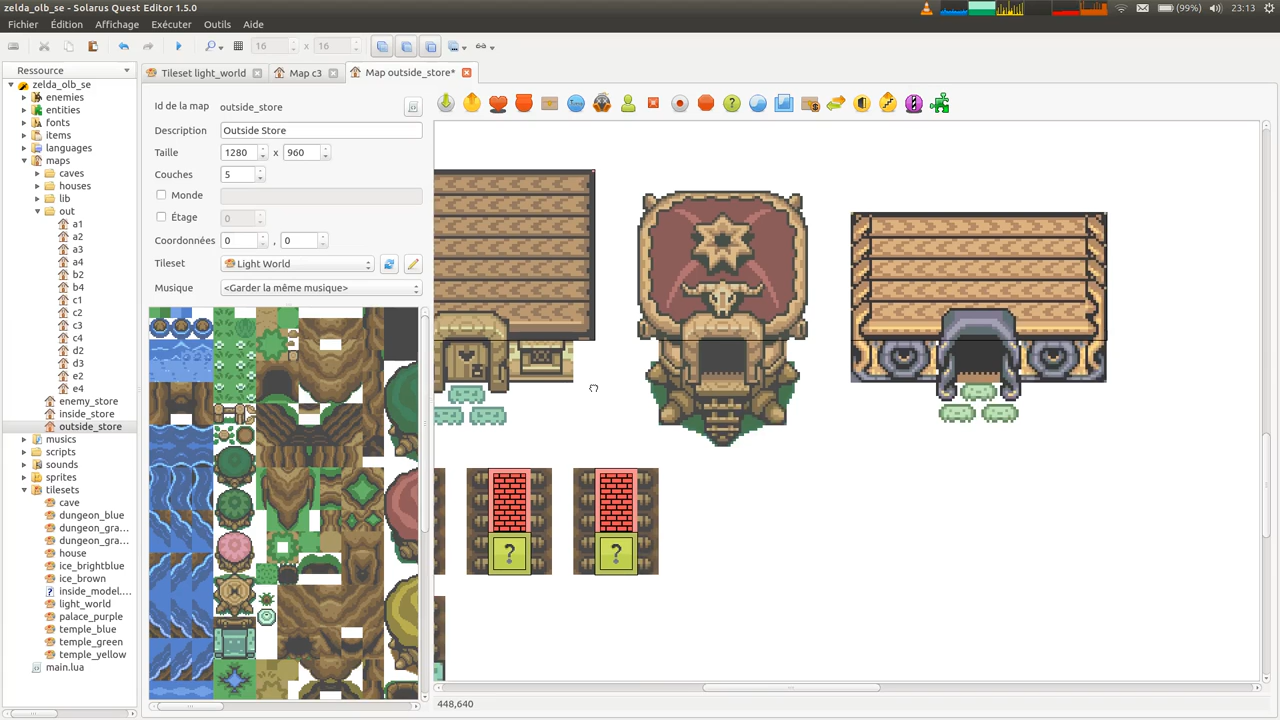 zelda_olb_se - Solarus Quest Editor 1.5.0
(99%) 23:13
Fichier Édition Affichage Exécuter Outils Aide
16 x 16
Ressource
zelda_olb_se
enemies
entities
fonts
items
languages
maps
caves
houses
lib
out
a1
a2
a3
a4
b2
b4
c1
c2
c3
c4
d2
d3
e2
e4
enemy_store
inside_store
outside_store
musics
scripts
sounds
sprites
tilesets
cave
dungeon_blue
dungeon_gra...
dungeon_gra...
house
ice_brightblue
ice_brown
inside_model....
light_world
palace_purple
temple_blue
temple_green
temple_yellow
main.lua
Tileset light_world Map c3 Map outside_store*
Id de la map outside_store
Description Outside Store
Taille 1280 x 960
Couches 5
Monde
Étage 0
Coordonnées 0 , 0
Tileset Light World
Musique <Garder la même musique>
?
? ?
448,640